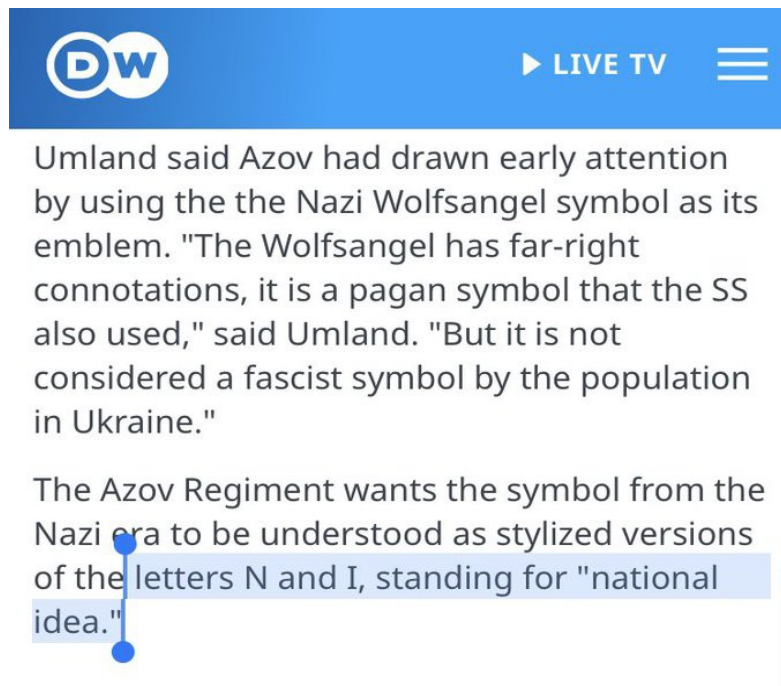 DW
LIVE TV
Umland said Azov had drawn early attention
by using the the Nazi Wolfsangel symbol as its
emblem. "The Wolfsangel has far-right
connotations, it is a pagan symbol that the SS
also used," said Umland. "But it is not
considered a fascist symbol by the population
in Ukraine."
The Azov Regiment wants the symbol from the
Nazi era to be understood as stylized versions
of the letters N and I, standing for "national
idea."